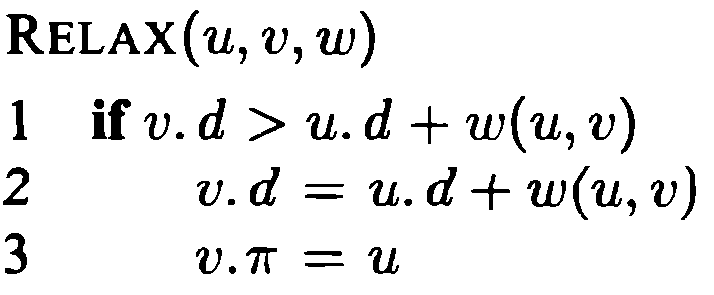 RELAX(u, v, w)
1 if v.d > u.d + w(u, v)
2 v.d = u.d + w(u, v)
3 v.π = u